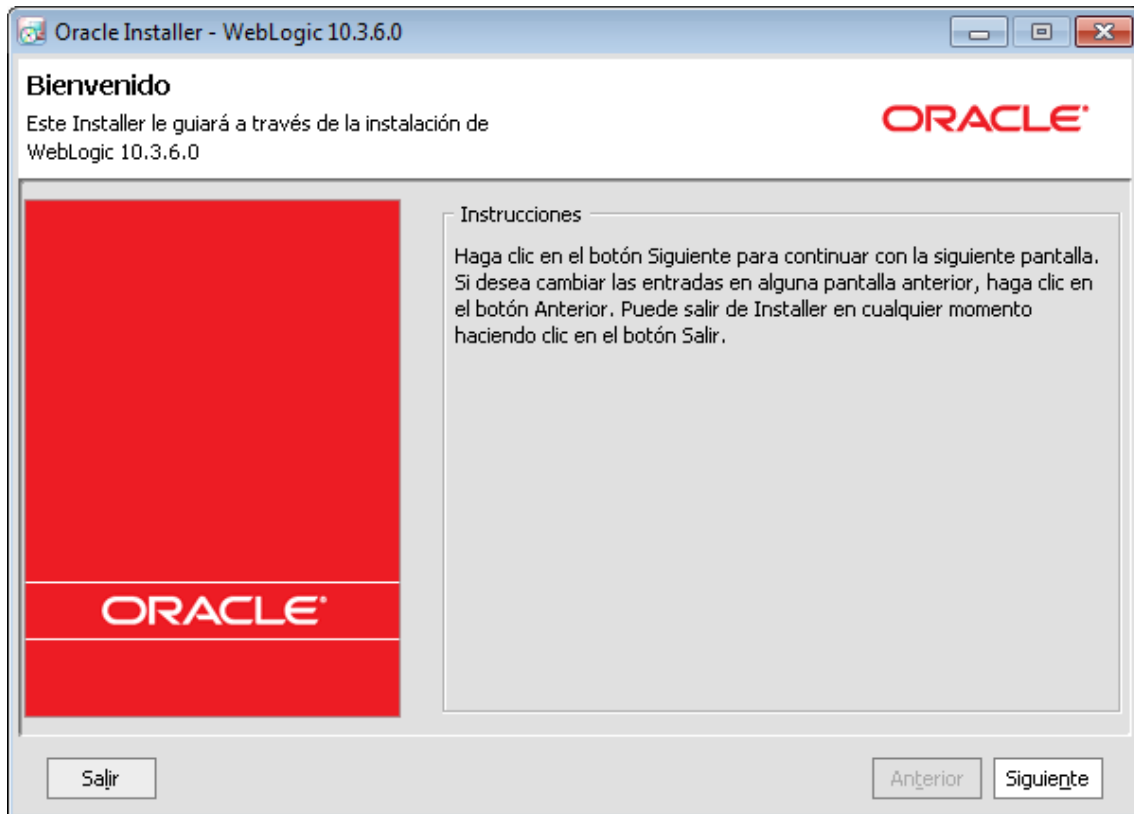 Oracle Installer - WebLogic 10.3.6.0
Bienvenido
Este Installer le guiará a través de la instalación de
WebLogic 10.3.6.0
ORACLE
Instrucciones
Haga clic en el botón Siguiente para continuar con la siguiente pantalla.
Si desea cambiar las entradas en alguna pantalla anterior, haga clic en
el botón Anterior. Puede salir de Installer en cualquier momento
haciendo clic en el botón Salir.
ORACLE
Salir
Anterior
Siguiente